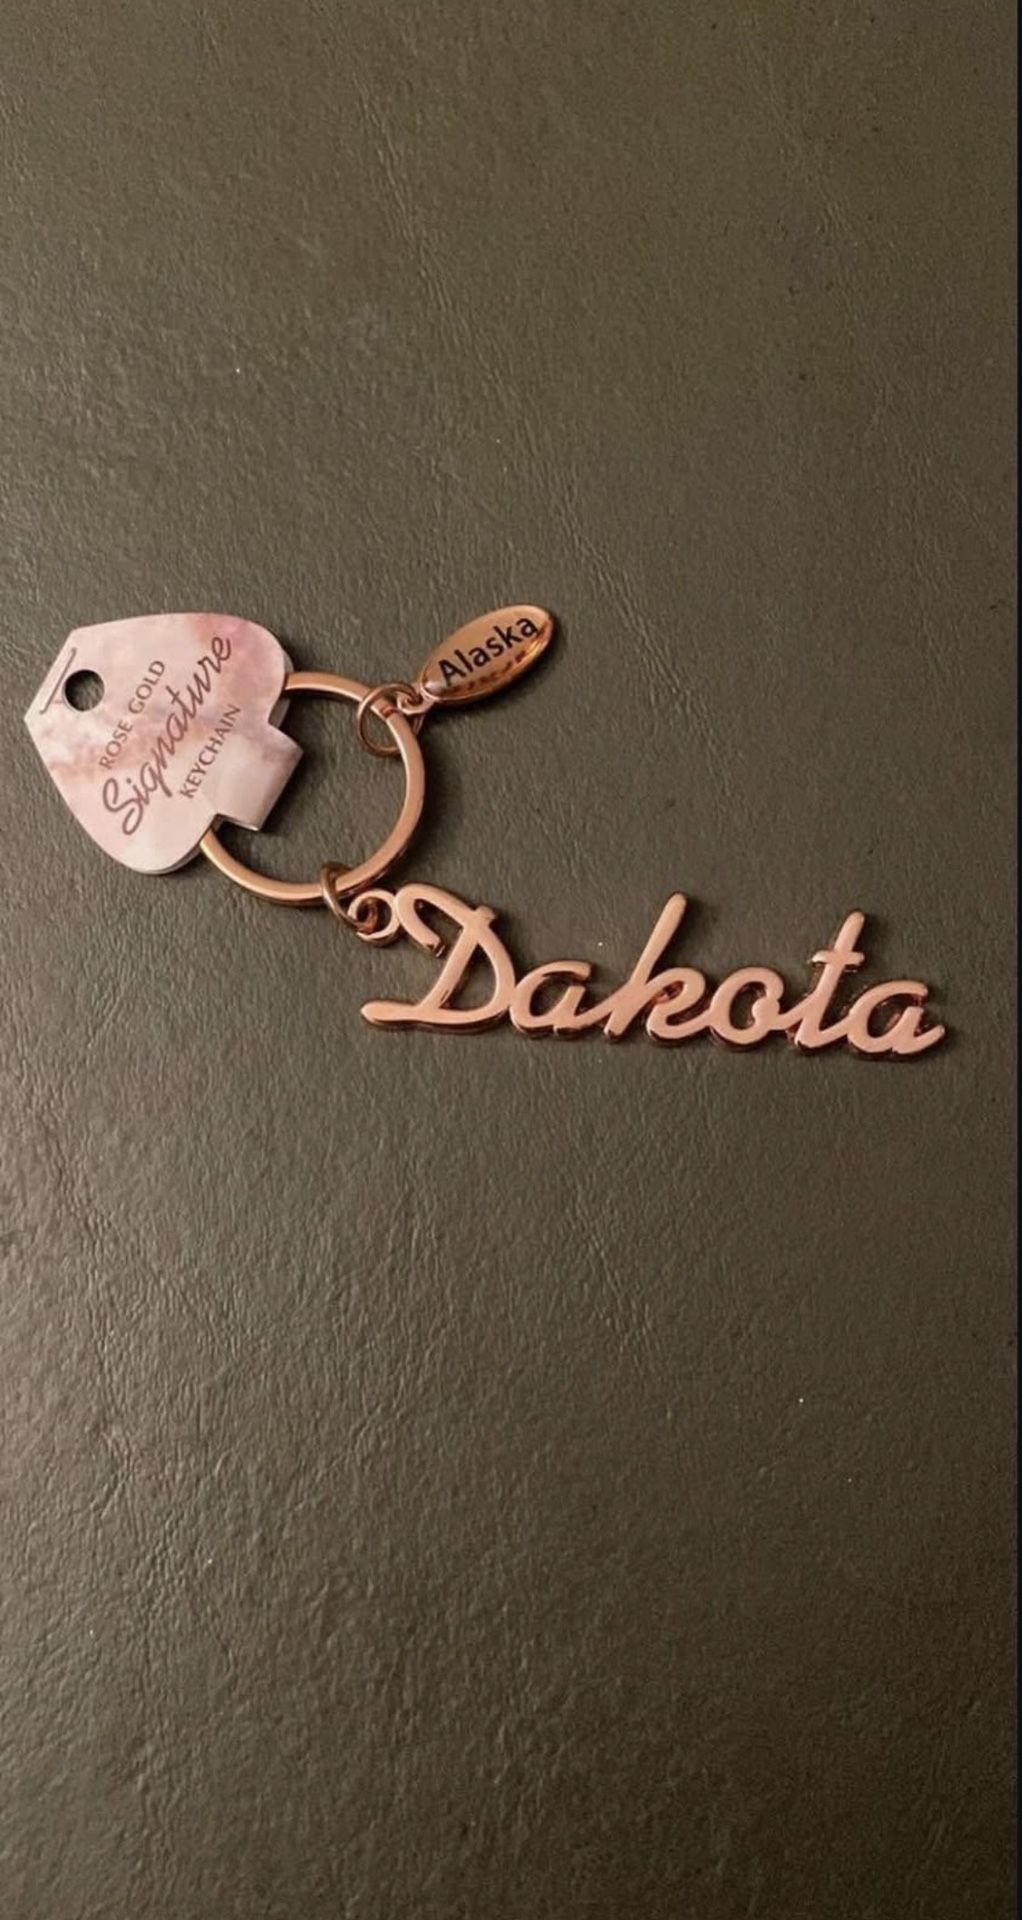 ROSE GOLD
Signature
KEYCHAIN
Alaska
Dakota